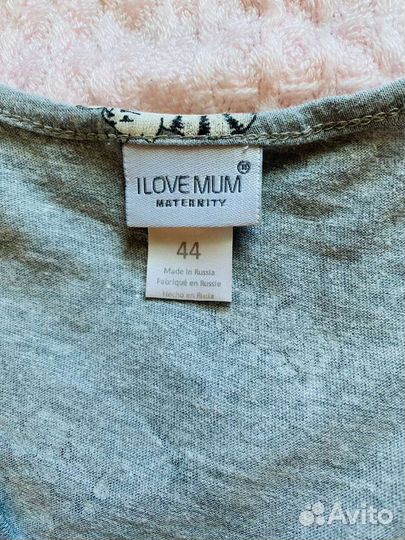 I LOVE MUM®
MATERNITY
44
Made in Russia
Fabriqué en Russie
Hecho en Rusia
Avito